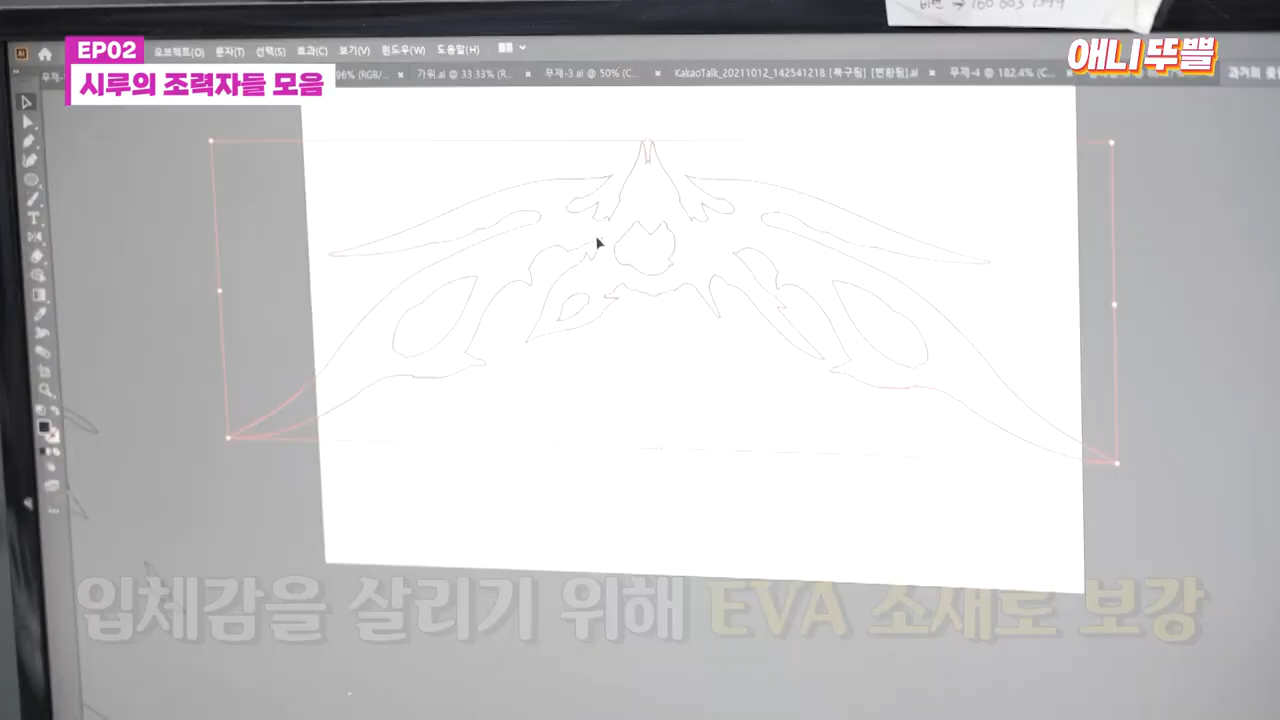 EP02
시루의 조력자들 모음
애니뚜쁠
오브젝트(O) 문자(T) 선택(S) 효과(C) 보기(V) 윈도우(W) 도움말(H)
96% (RGB/... × 가위.ai @ 33.33% (R... × 무제-3.ai @ 50% (C... × KakaoTalk_20211012_142541218 [복구됨] [변환됨].ai × 무제-4 @ 182.4% (C... ×
입체감을 살리기 위해 EVA 소재로 보강